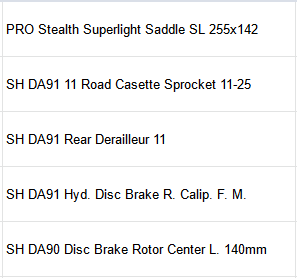 PRO Stealth Superlight Saddle SL 255x142
SH DA91 11 Road Casette Sprocket 11-25
SH DA91 Rear Derailleur 11
SH DA91 Hyd. Disc Brake R. Calip. F. M.
SH DA90 Disc Brake Rotor Center L. 140mm